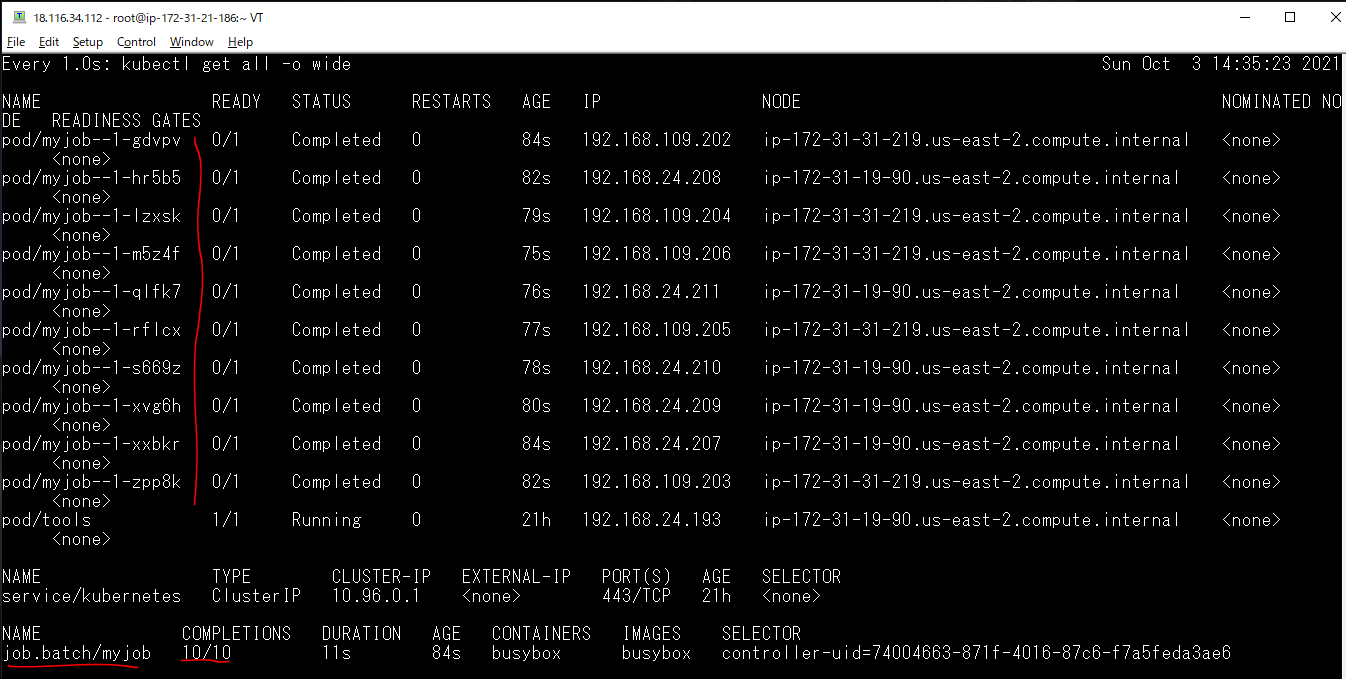 18.116.34.112 - root@ip-172-31-21-186:~ VT
File Edit Setup Control Window Help
Every 1.0s: kubectl get all -o wide Sun Oct 3 14:35:23 2021
NAME READY STATUS RESTARTS AGE IP NODE NOMINATED NO
DE READINESS GATES
pod/myjob--1-gdvpv 0/1 Completed 0 84s 192.168.109.202 ip-172-31-31-219.us-east-2.compute.internal <none>
<none>
pod/myjob--1-hr5b5 0/1 Completed 0 82s 192.168.24.208 ip-172-31-19-90.us-east-2.compute.internal <none>
<none>
pod/myjob--1-lzxsk 0/1 Completed 0 79s 192.168.109.204 ip-172-31-31-219.us-east-2.compute.internal <none>
<none>
pod/myjob--1-m5z4f 0/1 Completed 0 75s 192.168.109.206 ip-172-31-31-219.us-east-2.compute.internal <none>
<none>
pod/myjob--1-qlfk7 0/1 Completed 0 76s 192.168.24.211 ip-172-31-19-90.us-east-2.compute.internal <none>
<none>
pod/myjob--1-rflcx 0/1 Completed 0 77s 192.168.109.205 ip-172-31-31-219.us-east-2.compute.internal <none>
<none>
pod/myjob--1-s669z 0/1 Completed 0 78s 192.168.24.210 ip-172-31-19-90.us-east-2.compute.internal <none>
<none>
pod/myjob--1-xvg6h 0/1 Completed 0 80s 192.168.24.209 ip-172-31-19-90.us-east-2.compute.internal <none>
<none>
pod/myjob--1-xxbkr 0/1 Completed 0 84s 192.168.24.207 ip-172-31-19-90.us-east-2.compute.internal <none>
<none>
pod/myjob--1-zpp8k 0/1 Completed 0 82s 192.168.109.203 ip-172-31-31-219.us-east-2.compute.internal <none>
<none>
pod/tools 1/1 Running 0 21h 192.168.24.193 ip-172-31-19-90.us-east-2.compute.internal <none>
<none>
NAME TYPE CLUSTER-IP EXTERNAL-IP PORT(S) AGE SELECTOR
service/kubernetes ClusterIP 10.96.0.1 <none> 443/TCP 21h <none>
NAME COMPLETIONS DURATION AGE CONTAINERS IMAGES SELECTOR
job.batch/myjob 10/10 11s 84s busybox busybox controller-uid=74004663-871f-4016-87c6-f7a5feda3ae6